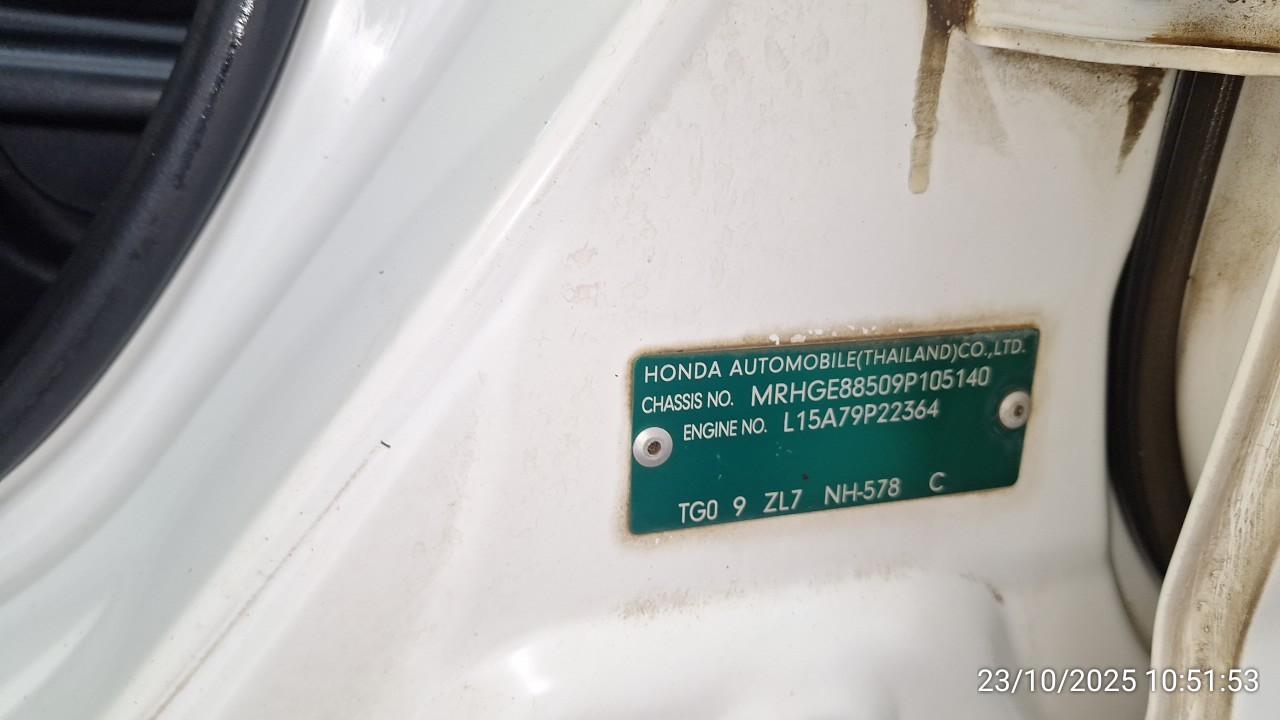 HONDA AUTOMOBILE(THAILAND)CO.,LTD.
CHASSIS NO. MRHGE88509P105140
ENGINE NO. L15A79P22364
TG0 9 ZL7 NH-578 C
23/10/2025 10:51:53